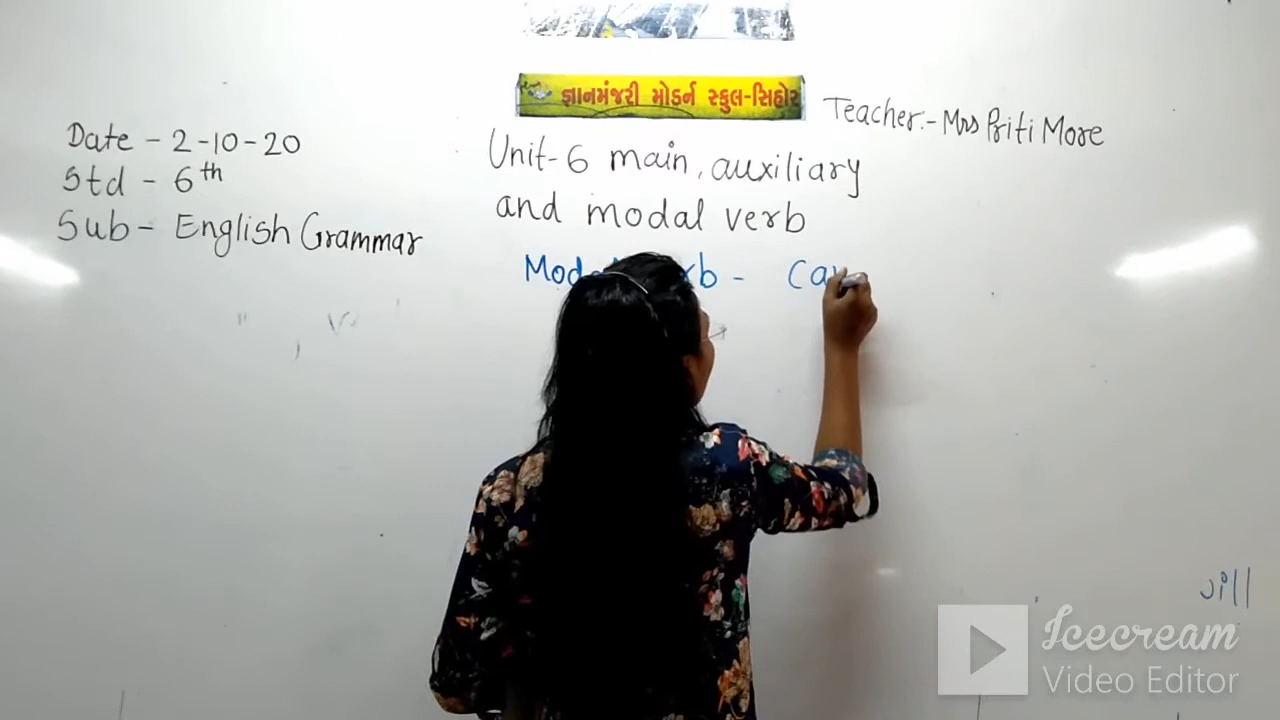 જ્ઞાનમંજરી મોડર્ન સ્કુલ-સિહોર
Teacher:- Mrs Priti More
Date - 2-10-20
Std - 6th
Sub - English Grammar
Unit-6 main, auxiliary
and modal verb
Ca
Icecream
Video Editor